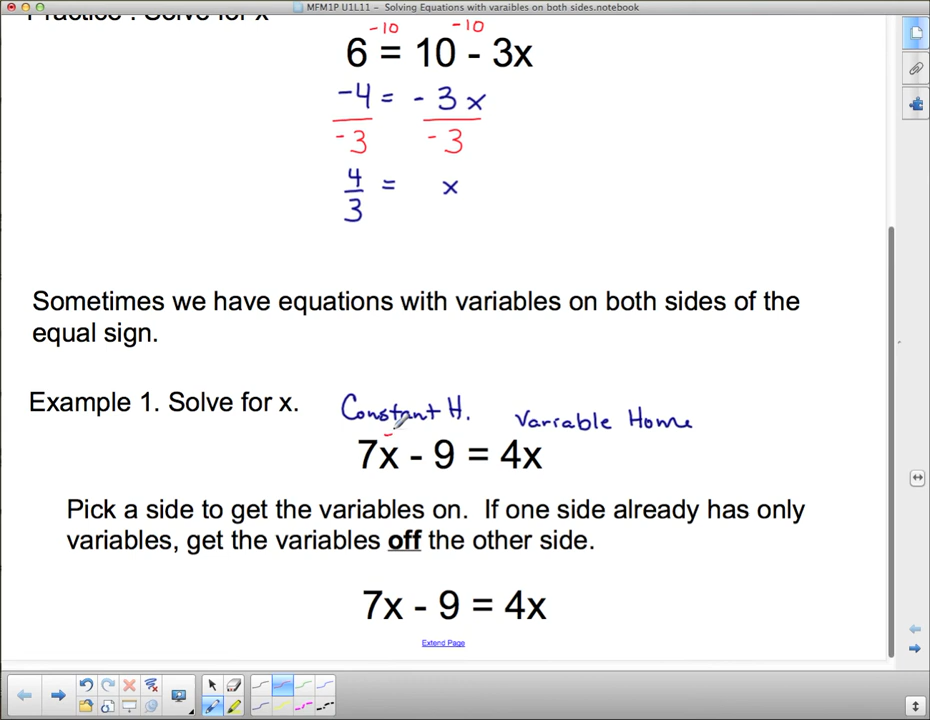 MFM1P U1L11 – Solving Equations with varaibles on both sides.notebook
Practice : Solve for x
-10 -10
6 = 10 - 3x
-4 = - 3x
-3 -3
4/3 = x
Sometimes we have equations with variables on both sides of the
equal sign.
Example 1. Solve for x.
Constant H. Variable Home
-
7x - 9 = 4x
Pick a side to get the variables on. If one side already has only
variables, get the variables off the other side.
7x - 9 = 4x
Extend Page